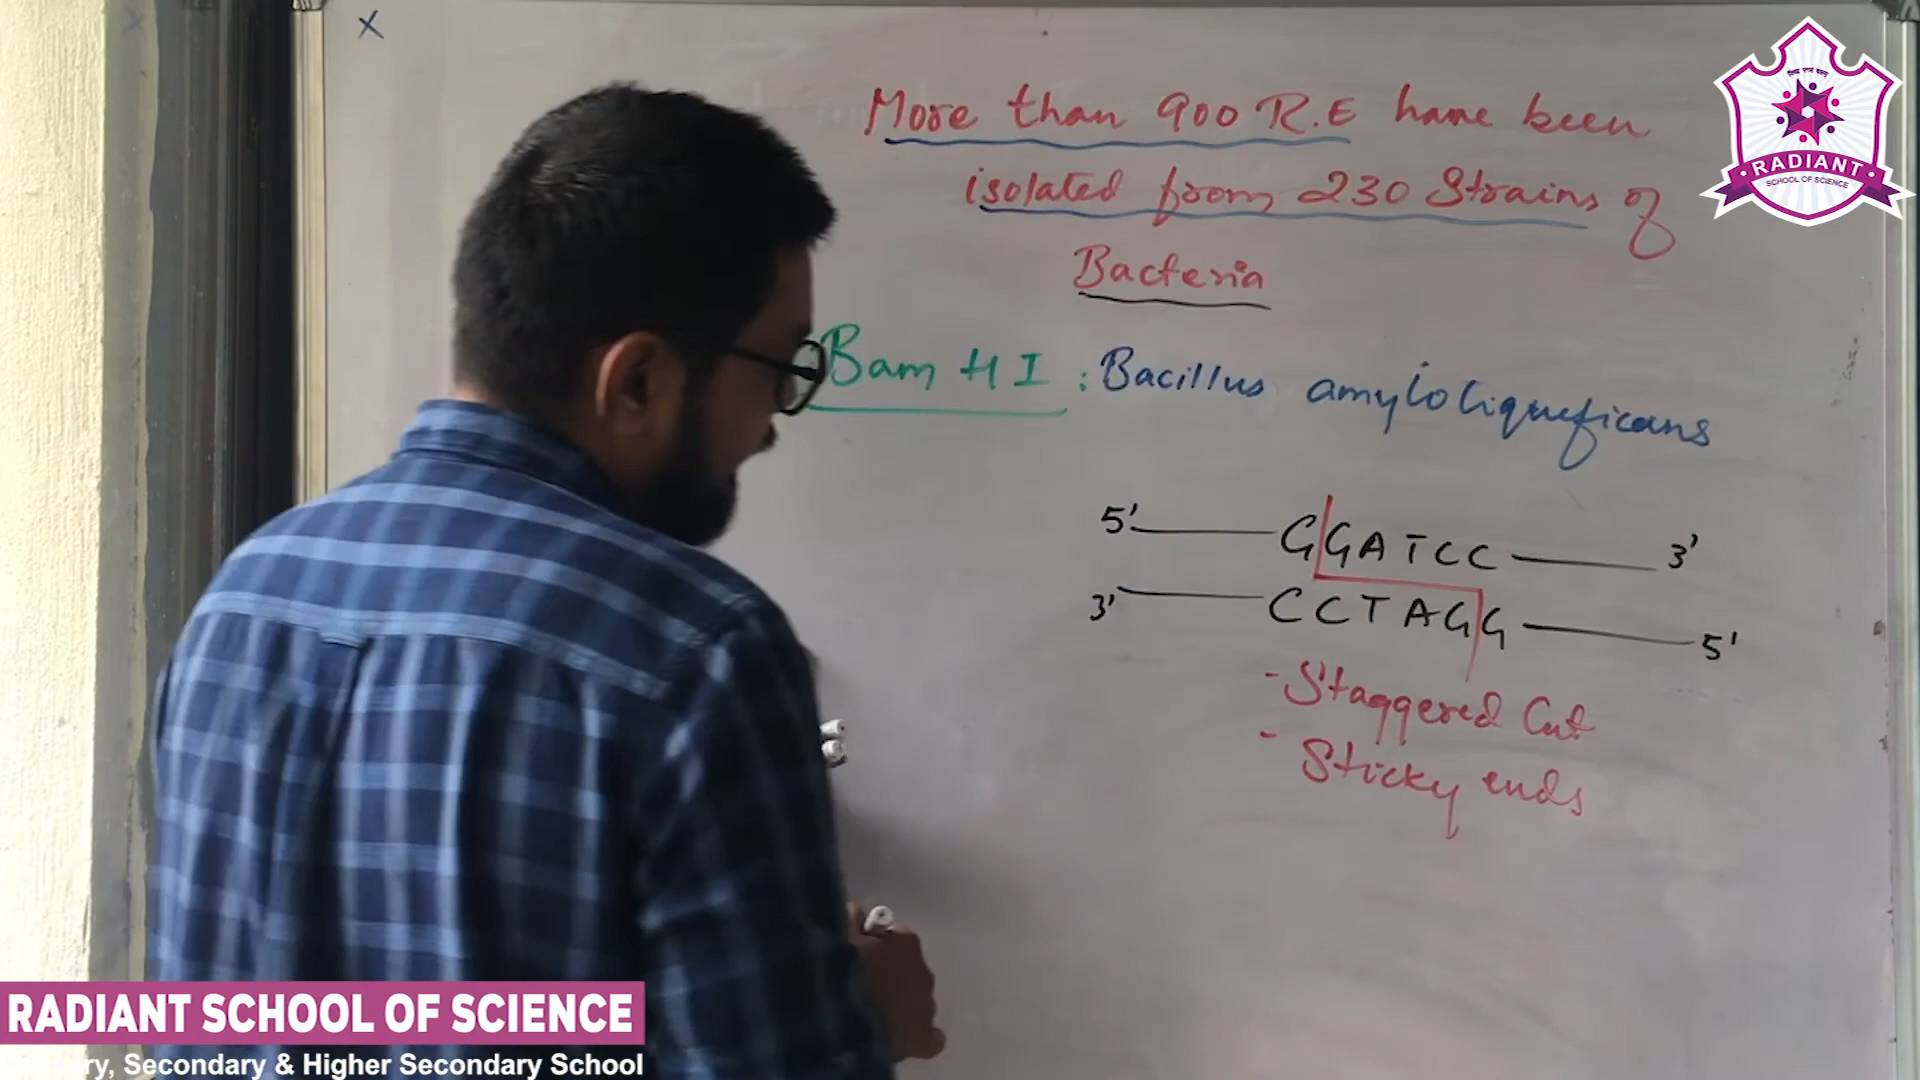 x
More than 900 R.E have been
isolated from 230 Strains of
Bacteria
Bam H I : Bacillus amyloliqueficans
5' GGATCC 3'
3' CCTAGG 5'
- Staggered Cut
- Sticky ends
RADIANT
SCHOOL OF SCIENCE
RADIANT SCHOOL OF SCIENCE
ry, Secondary & Higher Secondary School